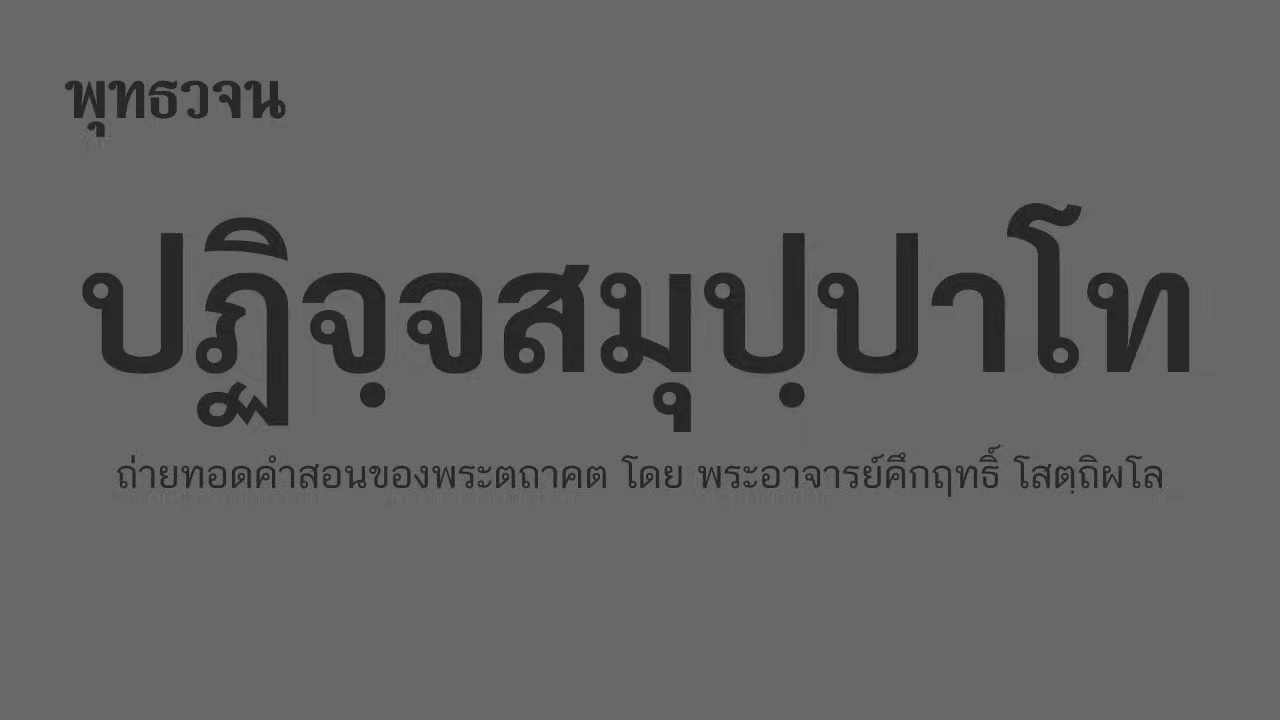 พุทธวจน
ปฏิจฺจสมุปฺปาโท
ถ่ายทอดคำสอนของพระตถาคต โดย พระอาจารย์คึกฤทธิ์ โสตฺถิผโล